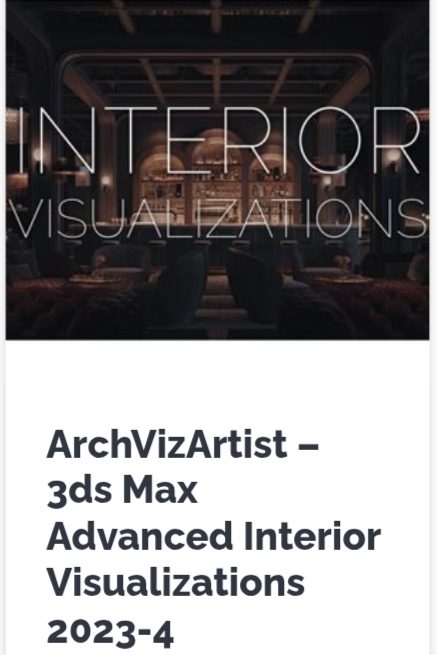 INTERIOR
VISUALIZATIONS
ArchVizArtist –
3ds Max
Advanced Interior
Visualizations
2023-4